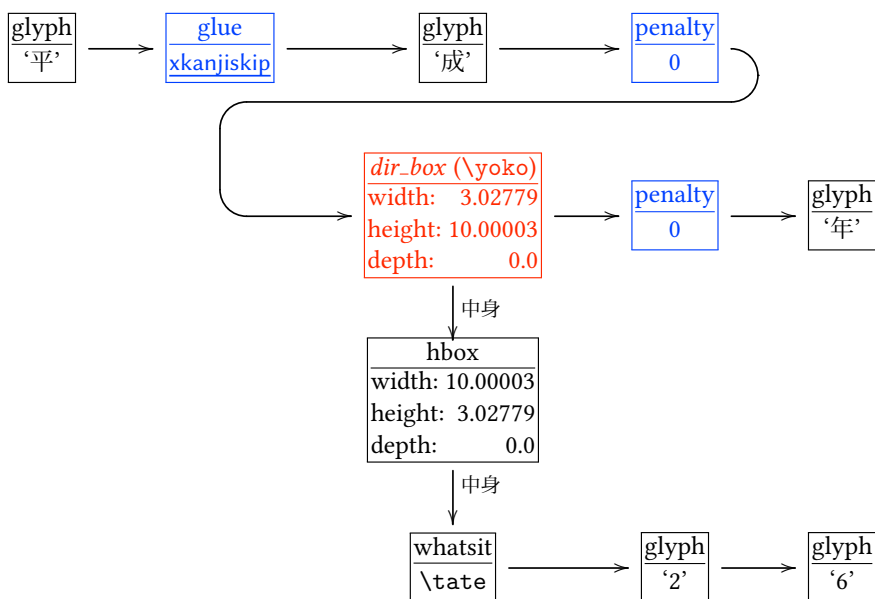 glyph
‘平’
glue
xkanjiskip
glyph
‘成’
penalty
0
dir_box (\yoko)
width: 3.02779
height: 10.00003
depth: 0.0
penalty
0
glyph
‘年’
中身
hbox
width: 10.00003
height: 3.02779
depth: 0.0
中身
whatsit
\tate
glyph
‘2’
glyph
‘6’